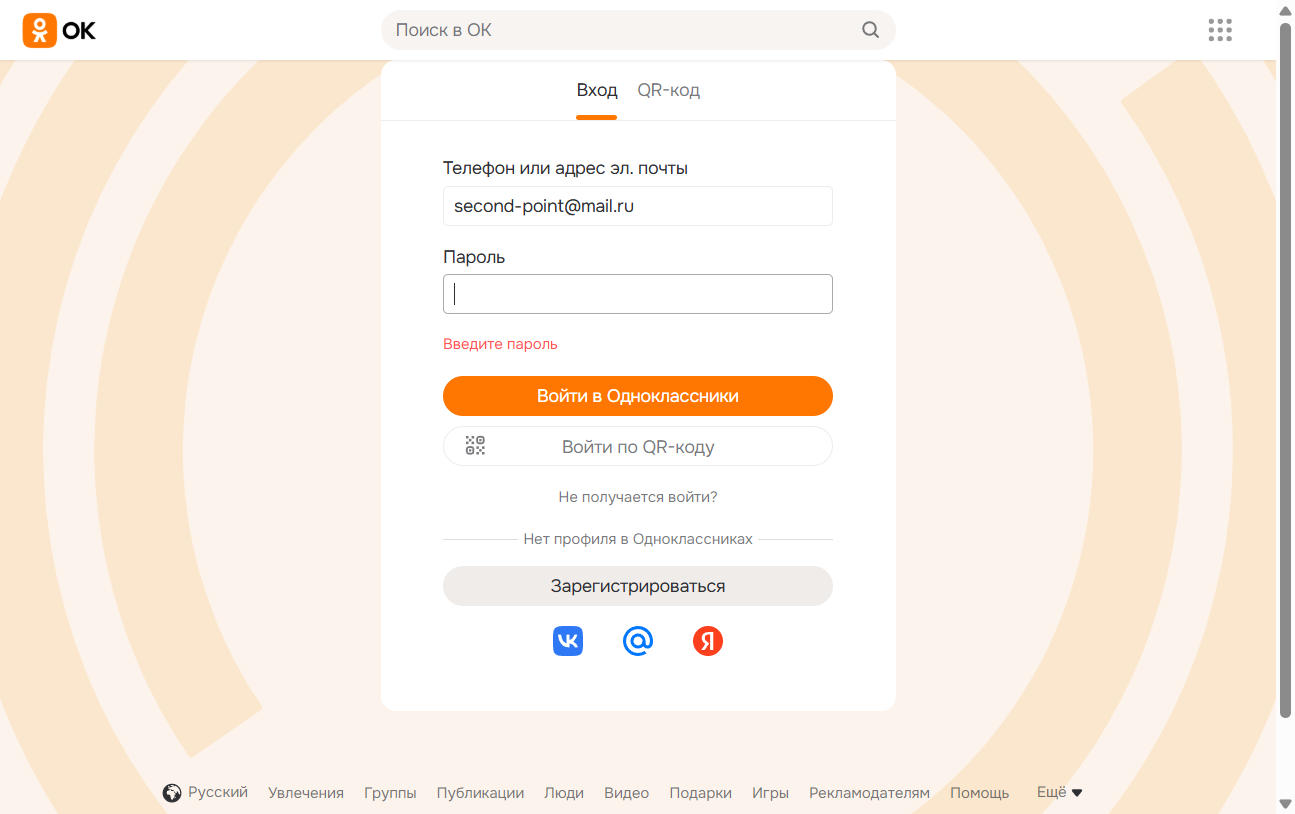 ОК
Поиск в ОК
Вход QR-код
Телефон или адрес эл. почты
second-point@mail.ru
Пароль
Введите пароль
Войти в Одноклассники
Войти по QR-коду
Не получается войти?
Нет профиля в Одноклассниках
Зарегистрироваться
Русский Увлечения Группы Публикации Люди Видео Подарки Игры Рекламодателям Помощь Ещё